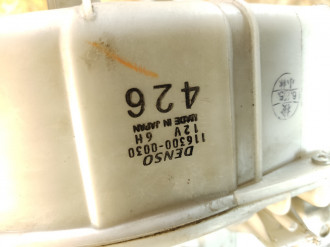 DENSO
116300-0030
12V 6H
MADE IN JAPAN
426